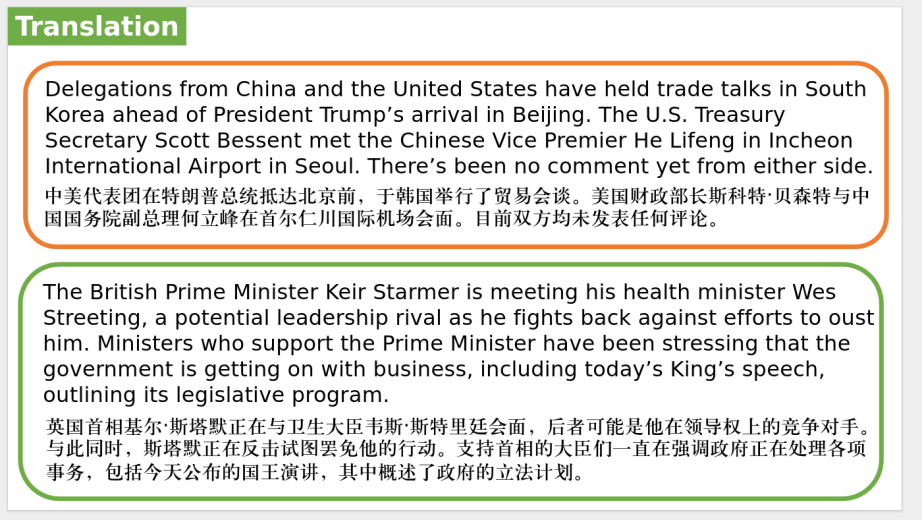 Translation
Delegations from China and the United States have held trade talks in South
Korea ahead of President Trump’s arrival in Beijing. The U.S. Treasury
Secretary Scott Bessent met the Chinese Vice Premier He Lifeng in Incheon
International Airport in Seoul. There’s been no comment yet from either side.
中美代表团在特朗普总统抵达北京前，于韩国举行了贸易会谈。美国财政部长斯科特·贝森特与中
国国务院副总理何立峰在首尔仁川国际机场会面。目前双方均未发表任何评论。
The British Prime Minister Keir Starmer is meeting his health minister Wes
Streeting, a potential leadership rival as he fights back against efforts to oust
him. Ministers who support the Prime Minister have been stressing that the
government is getting on with business, including today’s King’s speech,
outlining its legislative program.
英国首相基尔·斯塔默正在与卫生大臣韦斯·斯特里廷会面，后者可能是他在领导权上的竞争对手。
与此同时，斯塔默正在反击试图罢免他的行动。支持首相的大臣们一直在强调政府正在处理各项
事务，包括今天公布的国王演讲，其中概述了政府的立法计划。